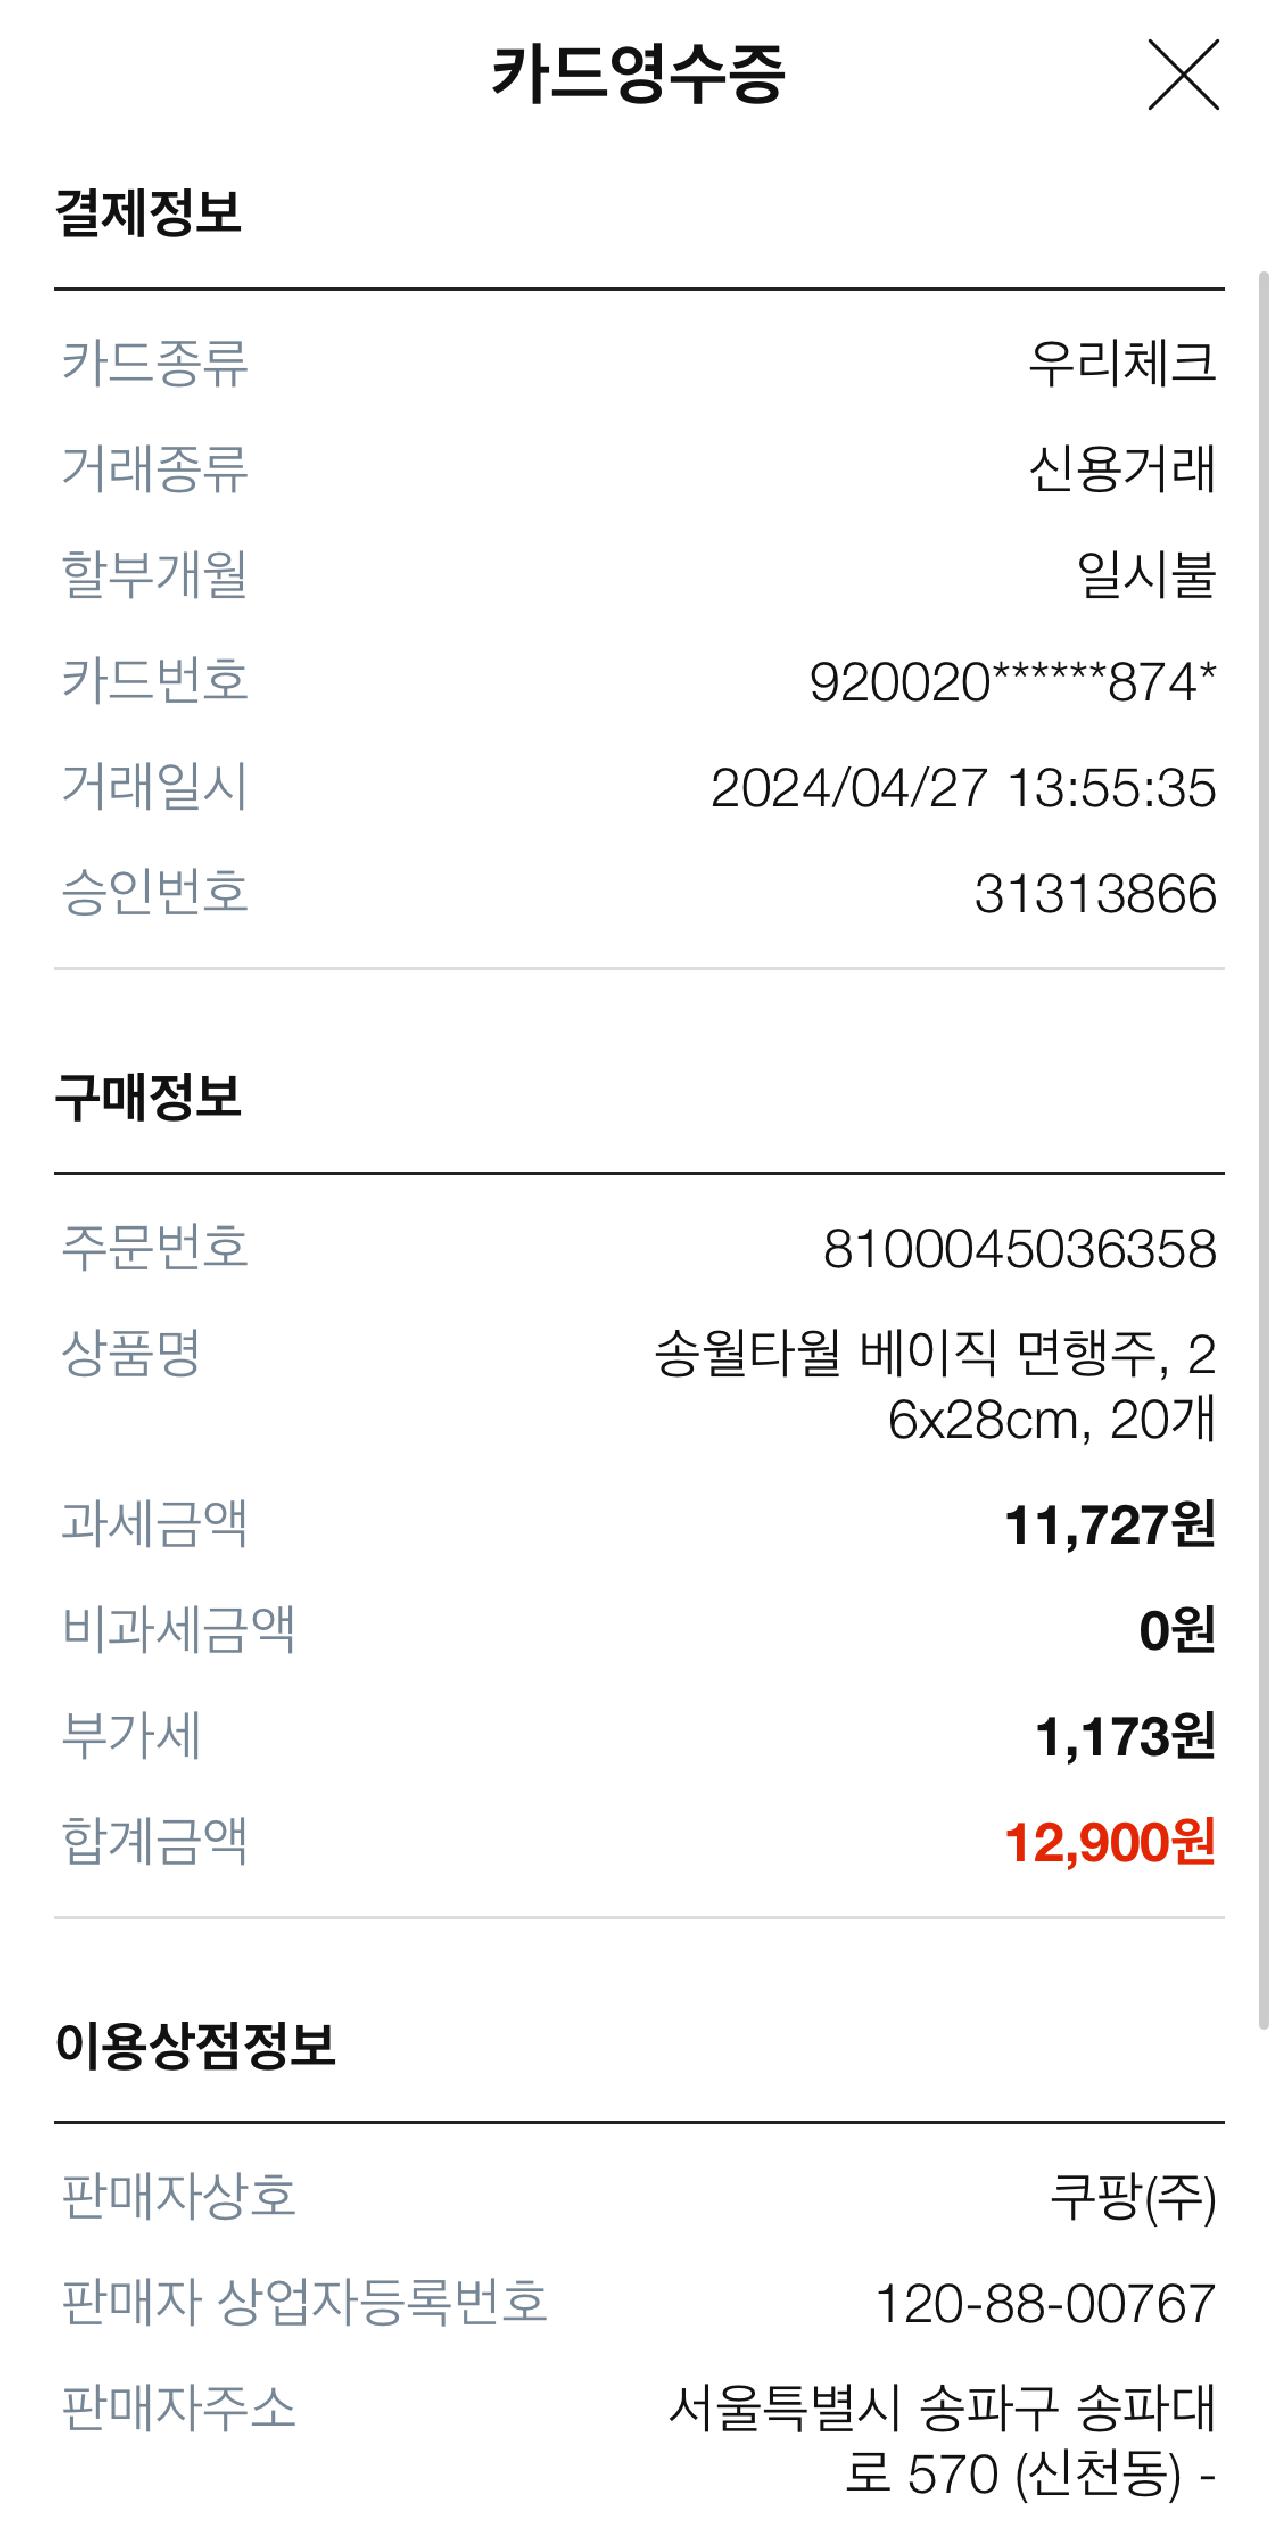 카드영수증
결제정보
카드종류 우리체크
거래종류 신용거래
할부개월 일시불
카드번호 920020******874*
거래일시 2024/04/27 13:55:35
승인번호 31313866
구매정보
주문번호 8100045036358
상품명 송월타월 베이직 면행주, 2
6x28cm, 20개
과세금액 11,727원
비과세금액 0원
부가세 1,173원
합계금액 12,900원
이용상점정보
판매자상호 쿠팡(주)
판매자 상업자등록번호 120-88-00767
판매자주소 서울특별시 송파구 송파대
로 570 (신천동) -